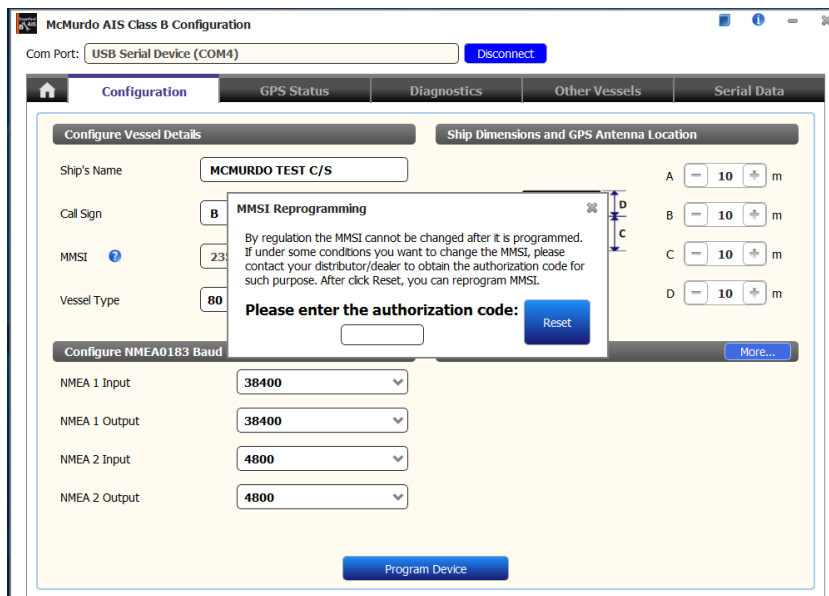 McMurdo AIS Class B Configuration
Com Port: USB Serial Device (COM4) Disconnect
Configuration GPS Status Diagnostics Other Vessels Serial Data
Configure Vessel Details
Ship Dimensions and GPS Antenna Location
Ship's Name MCMURDO TEST C/S
A - 10 + m
Call Sign B
D
B - 10 + m
C
MMSI ? 23
C - 10 + m
Vessel Type 80
D - 10 + m
MMSI Reprogramming
By regulation the MMSI cannot be changed after it is programmed.
If under some conditions you want to change the MMSI, please
contact your distributor/dealer to obtain the authorization code for
such purpose. After click Reset, you can reprogram MMSI.
Please enter the authorization code:
Reset
Configure NMEA0183 Baud
More...
NMEA 1 Input 38400
NMEA 1 Output 38400
NMEA 2 Input 4800
NMEA 2 Output 4800
Program Device